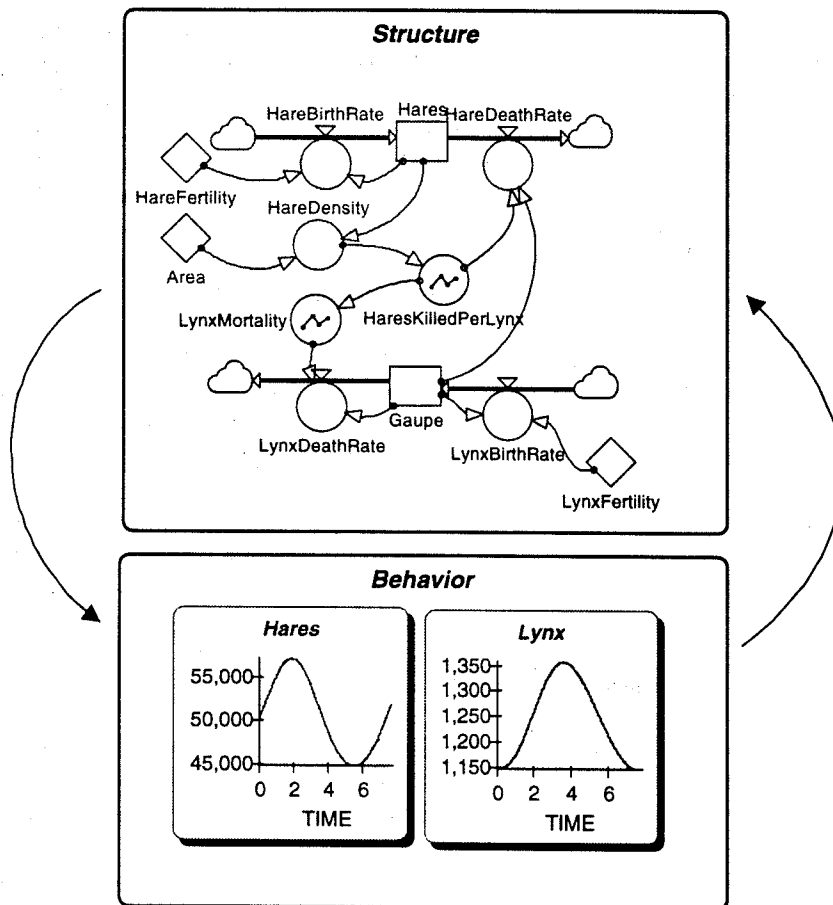 Structure
HareBirthRate
Hares
HareDeathRate
HareFertility
HareDensity
Area
LynxMortality
HaresKilledPerLynx
LynxDeathRate
Gaupe
LynxBirthRate
LynxFertility
Behavior
Hares
55,000
50,000
45,000
0 2 4 6
TIME
Lynx
1,350
1,300
1,250
1,200
1,150
0 2 4 6
TIME